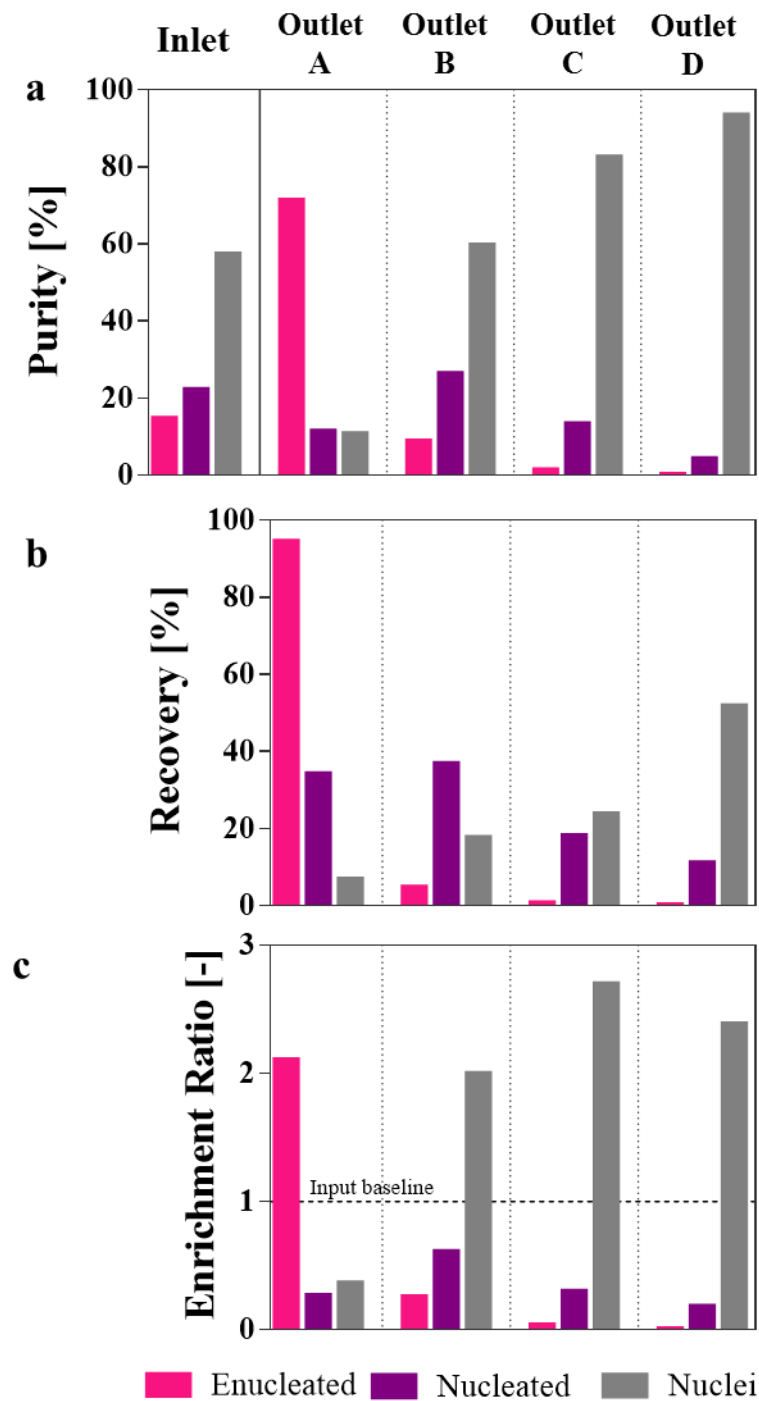 Inlet
Outlet
A
Outlet
B
Outlet
C
Outlet
D
a
Purity [%]
100
80
60
40
20
0
b
Recovery [%]
100
80
60
40
20
0
c
Enrichment Ratio [-]
3
2
1
0
Input baseline
Enucleated Nucleated Nuclei